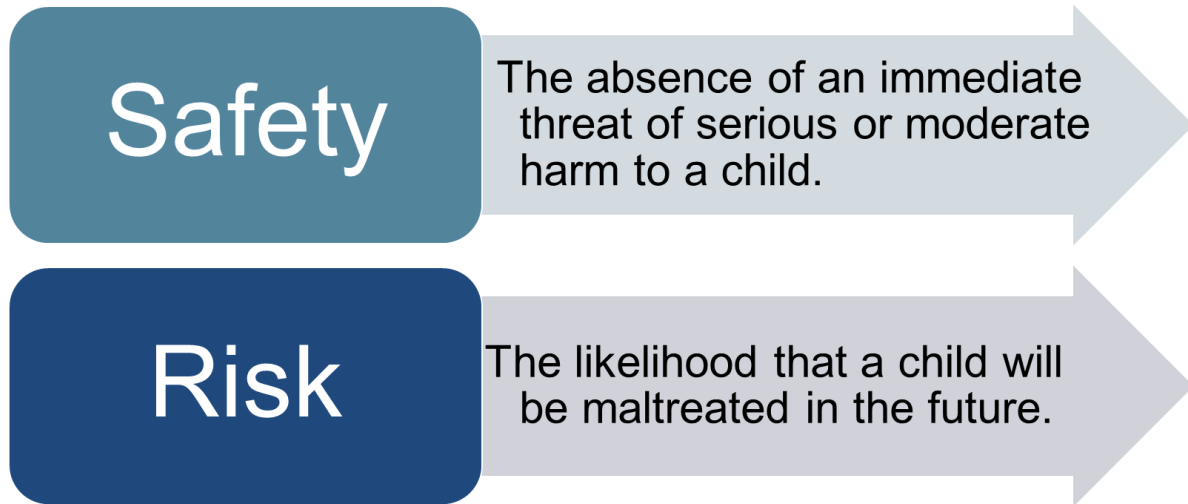 Safety
The absence of an immediate
threat of serious or moderate
harm to a child.
Risk
The likelihood that a child will
be maltreated in the future.